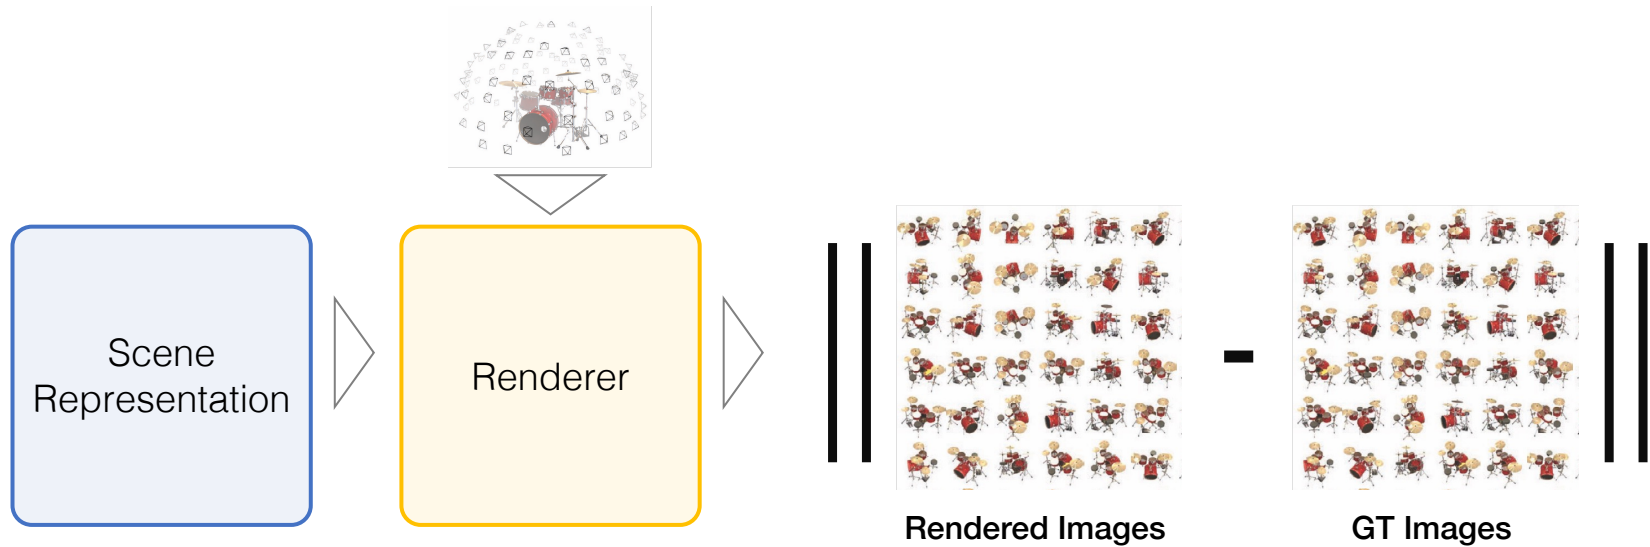 Scene
Representation
Renderer
Rendered Images
GT Images